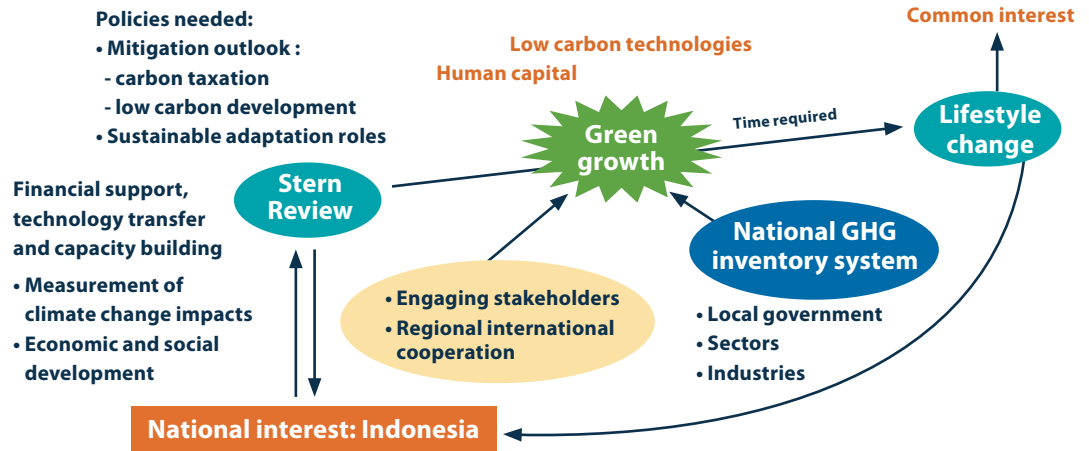 Policies needed:
• Mitigation outlook :
- carbon taxation
- low carbon development
• Sustainable adaptation roles
Low carbon technologies
Human capital
Common interest
Green
growth
Time required
Lifestyle
change
Stern
Review
Financial support,
technology transfer
and capacity building
• Measurement of
climate change impacts
• Economic and social
development
• Engaging stakeholders
• Regional international
cooperation
National GHG
inventory system
• Local government
• Sectors
• Industries
National interest: Indonesia